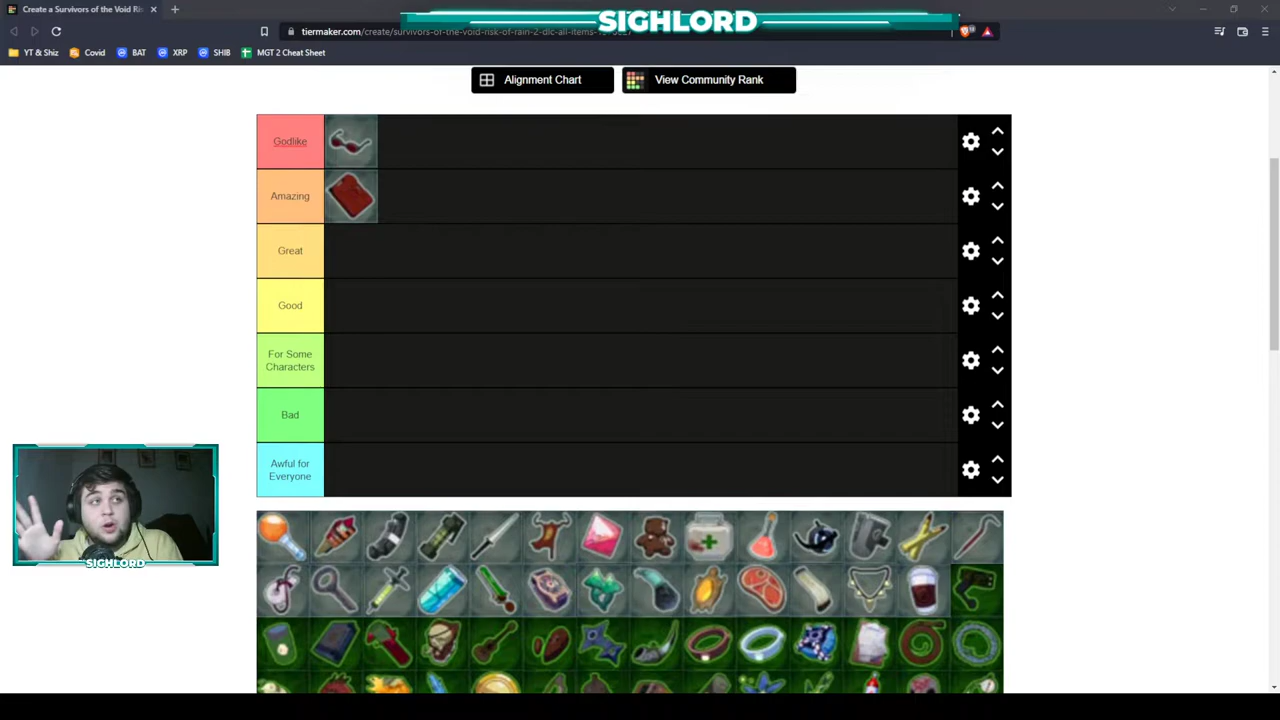 Create a Survivors of the Void Ris
SIGHLORD
tiermaker.com/create/survivors-of-the-void-risk-of-rain-2-dlc-all-items-
YT & Shiz
Covid
BAT
XRP
SHIB
MGT 2 Cheat Sheet
Alignment Chart
View Community Rank
Godlike
Amazing
Great
Good
For Some
Characters
Bad
Awful for
Everyone
SIGHLORD